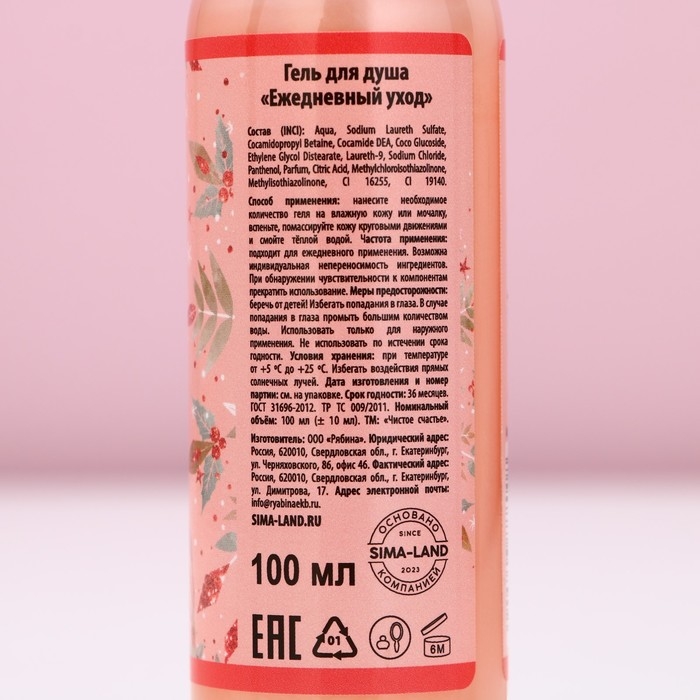 Гель для душа
«Ежедневный уход»
Состав (INCI): Aqua, Sodium Laureth Sulfate,
Cocamidopropyl Betaine, Cocamide DEA, Coco Glucoside,
Ethylene Glycol Distearate, Laureth-9, Sodium Chloride,
Panthenol, Parfum, Citric Acid, Methylchloroisothiazolinone,
Methylisothiazolinone, CI 16255, CI 19140.
Способ применения: нанесите необходимое
количество геля на влажную кожу или мочалку,
вспеньте, помассируйте кожу круговыми движениями
и смойте тёплой водой. Частота применения:
подходит для ежедневного применения. Возможна
индивидуальная непереносимость ингредиентов.
При обнаружении чувствительности к компонентам
прекратить использование. Меры предосторожности:
беречь от детей! Избегать попадания в глаза. В случае
попадания в глаза промыть большим количеством
воды. Использовать только для наружного
применения. Не использовать по истечении срока
годности. Условия хранения: при температуре
от +5 °С до +25 °С. Избегать воздействия прямых
солнечных лучей. Дата изготовления и номер
партии: см. на упаковке. Срок годности: 36 месяцев.
ГОСТ 31696-2012. ТР ТС 009/2011. Номинальный
объём: 100 мл (± 10 мл). ТМ: «Чистое счастье».
Изготовитель: ООО «Рябина». Юридический адрес:
Россия, 620010, Свердловская обл., г. Екатеринбург,
ул. Черняховского, 86, офис 46. Фактический адрес:
Россия, 620010, Свердловская обл., г. Екатеринбург,
ул. Димитрова, 17. Адрес электронной почты:
info@ryabinaekb.ru.
SIMA-LAND.RU
ОСНОВАНО
SINCE
SIMA-LAND
2023
КОМПАНИЕЙ
100 мл
EAC
01
6M